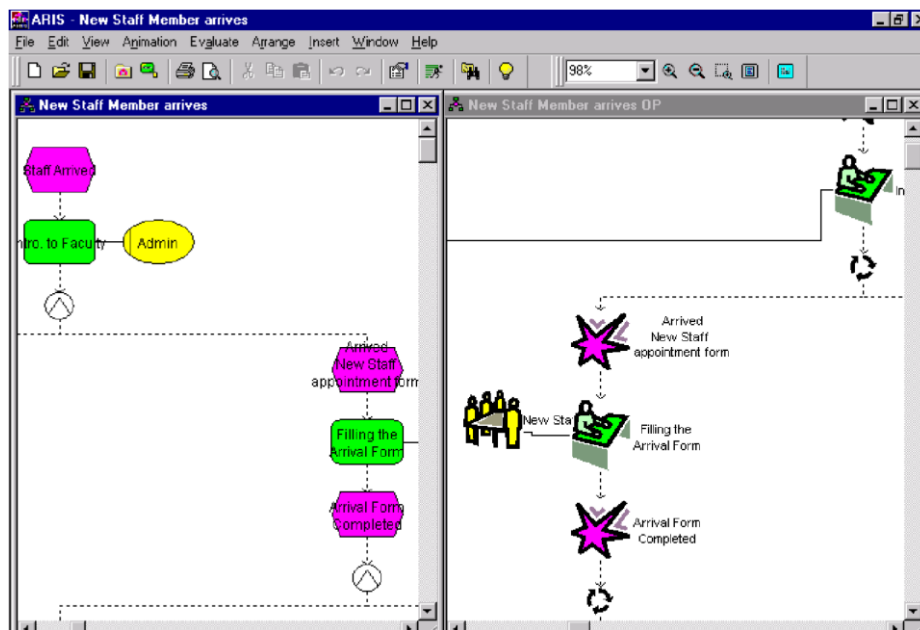 ARIS - New Staff Member arrives
File Edit View Animation Evaluate Arrange Insert Window Help
98%
New Staff Member arrives
Staff Arrived
ntro. to Faculty
Admin
Arrived
New Staff
appointment form
Filling the
Arrival Form
Arrival Form
Completed
New Staff Member arrives OP
In
Arrived
New Staff
appointment form
New Sta
Filling the
Arrival Form
Arrival Form
Completed